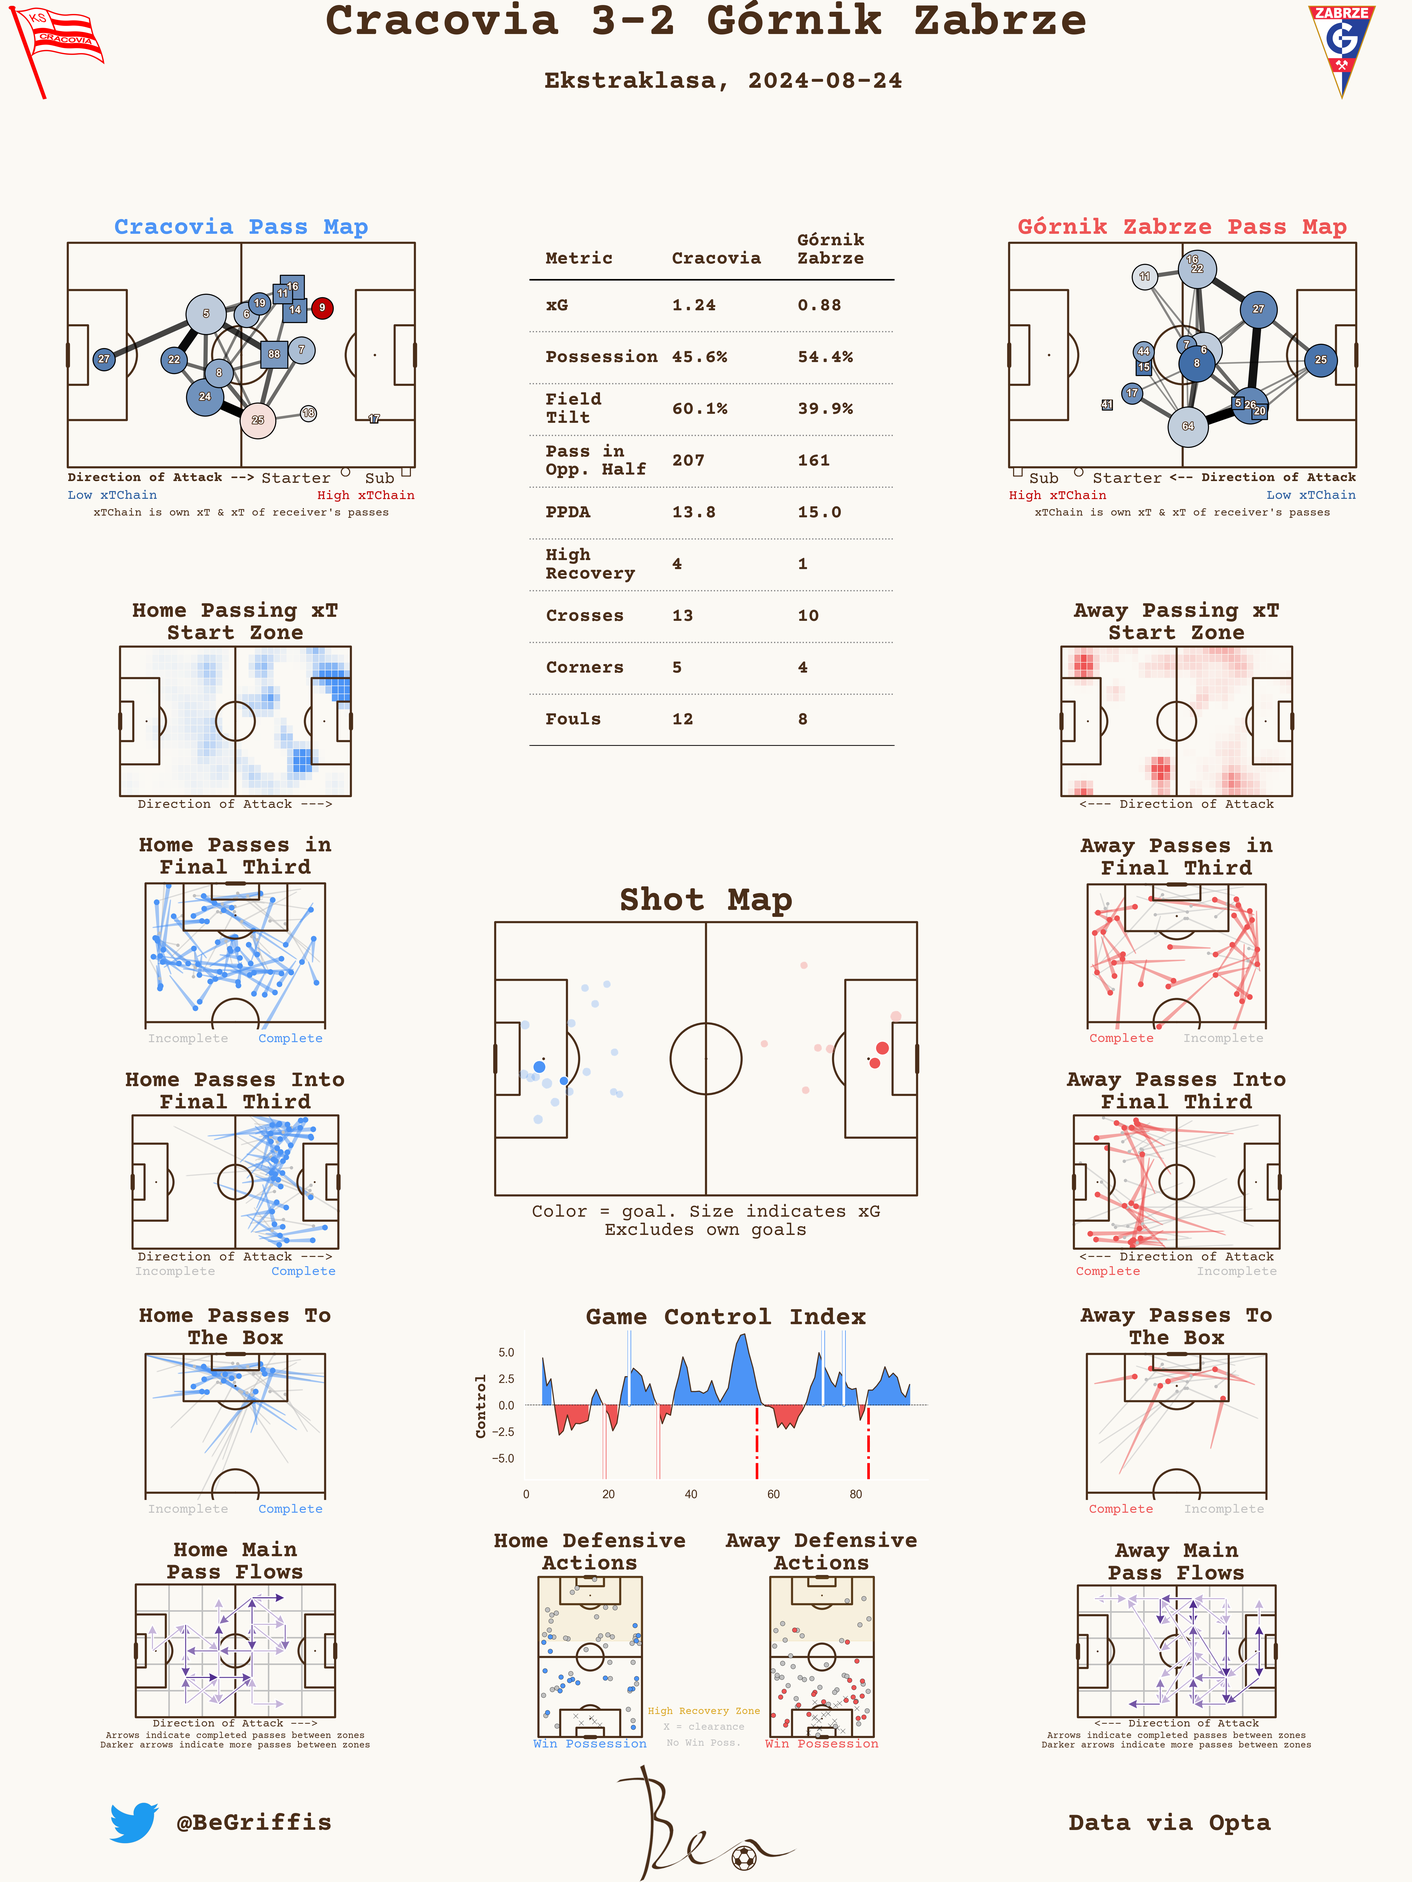 Cracovia 3-2 Górnik Zabrze
Ekstraklasa, 2024-08-24
KS
CRACOVIA
ZABRZE
G
Cracovia Pass Map
27
5
22
24
8
6
19
11
16
14
9
88
7
25
18
17
Direction of Attack --> Starter Sub
Low xTChain High xTChain
xTChain is own xT & xT of receiver's passes
Metric Cracovia Górnik Zabrze
xG 1.24 0.88
Possession 45.6% 54.4%
Field Tilt 60.1% 39.9%
Pass in Opp. Half 207 161
PPDA 13.8 15.0
High Recovery 4 1
Crosses 13 10
Corners 5 4
Fouls 12 8
Górnik Zabrze Pass Map
11
16
22
27
44
15
7
6
8
25
17
41
64
5
26
20
Sub Starter <-- Direction of Attack
High xTChain Low xTChain
xTChain is own xT & xT of receiver's passes
Home Passing xT
Start Zone
Direction of Attack --->
Away Passing xT
Start Zone
<--- Direction of Attack
Home Passes in
Final Third
Incomplete Complete
Away Passes in
Final Third
Complete Incomplete
Shot Map
Color = goal. Size indicates xG
Excludes own goals
Home Passes Into
Final Third
Direction of Attack --->
Incomplete Complete
Away Passes Into
Final Third
<--- Direction of Attack
Complete Incomplete
Home Passes To
The Box
Incomplete Complete
Game Control Index
Control
5.0
2.5
0.0
−2.5
−5.0
0 20 40 60 80
Away Passes To
The Box
Complete Incomplete
Home Main
Pass Flows
Direction of Attack --->
Arrows indicate completed passes between zones
Darker arrows indicate more passes between zones
Home Defensive
Actions
Win Possession
Away Defensive
Actions
Win Possession
High Recovery Zone
X = clearance
No Win Poss.
Away Main
Pass Flows
<--- Direction of Attack
Arrows indicate completed passes between zones
Darker arrows indicate more passes between zones
@BeGriffis
Ben
Data via Opta